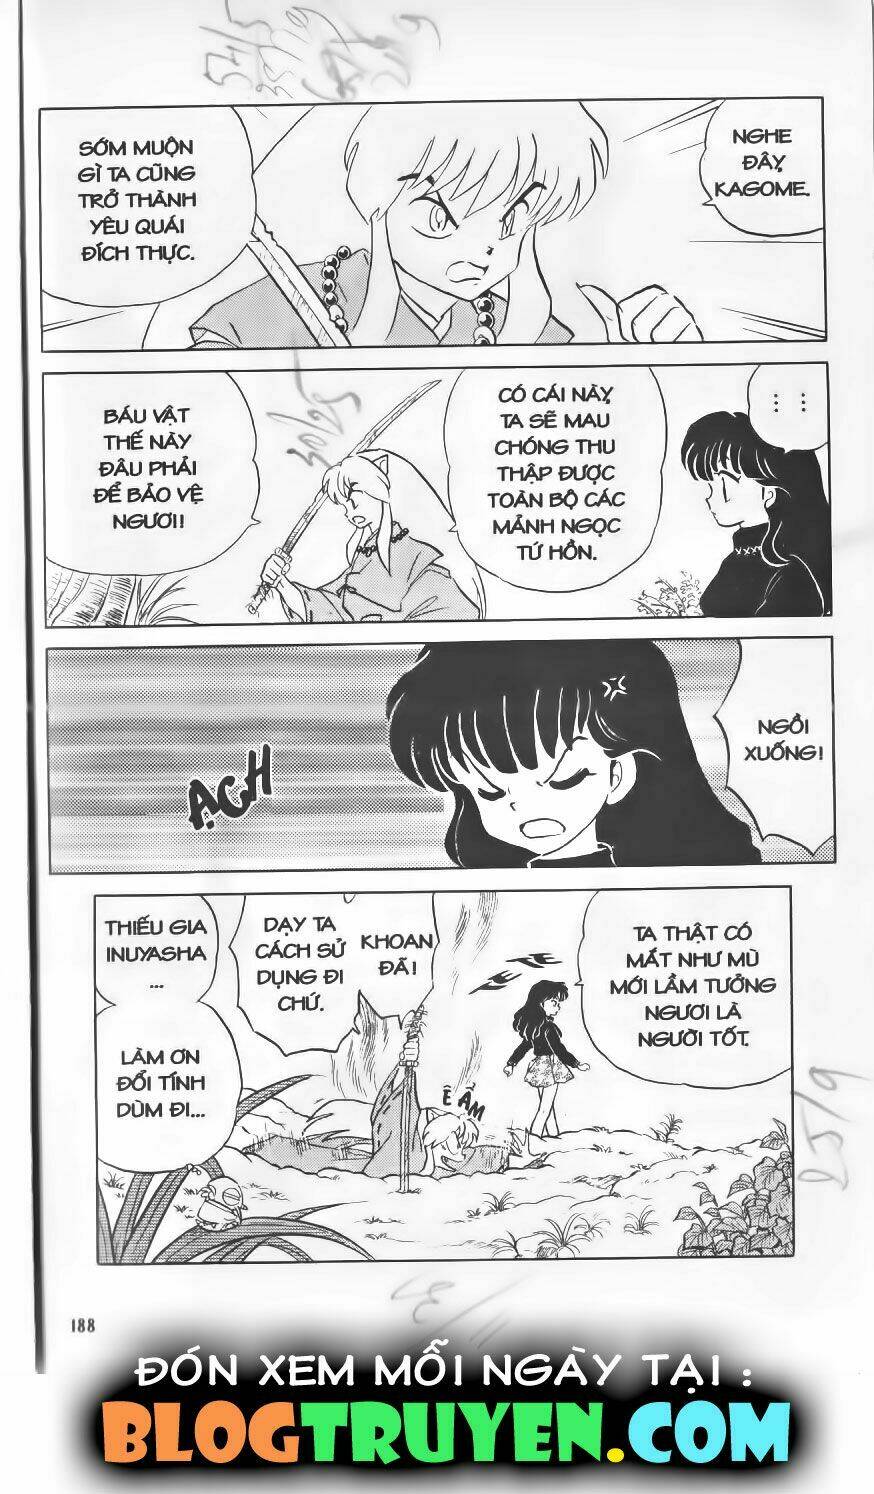 NGHE
ĐÂY,
KAGOME.
SỚM MUỘN
GÌ TA CŨNG
TRỞ THÀNH
YÊU QUÁI
ĐÍCH THỰC.
......
CÓ CÁI NÀY,
TA SẼ MAU
CHÓNG THU
THẬP ĐƯỢC
TOÀN BỘ CÁC
MẢNH NGỌC
TỨ HỒN.
BÁU VẬT
THẾ NÀY
ĐÂU PHẢI
ĐỂ BẢO VỆ
NGƯƠI!!
NGỒI
XUỐNG!
ẠCH
TA THẬT CÓ
MẮT NHƯ MÙ
MỚI LẦM TƯỞNG
NGƯƠI LÀ
NGƯỜI TỐT.
KHOAN
ĐÃ!
DẠY TA
CÁCH SỬ
DỤNG ĐI
CHỨ.
Ê ẨM
THIẾU GIA
INUYASHA
...
LÀM ƠN
ĐỔI TÍNH
DÙM ĐI...
25/9
188
ĐÓN XEM MỖI NGÀY TẠI :
BLOGTRUYEN.COM